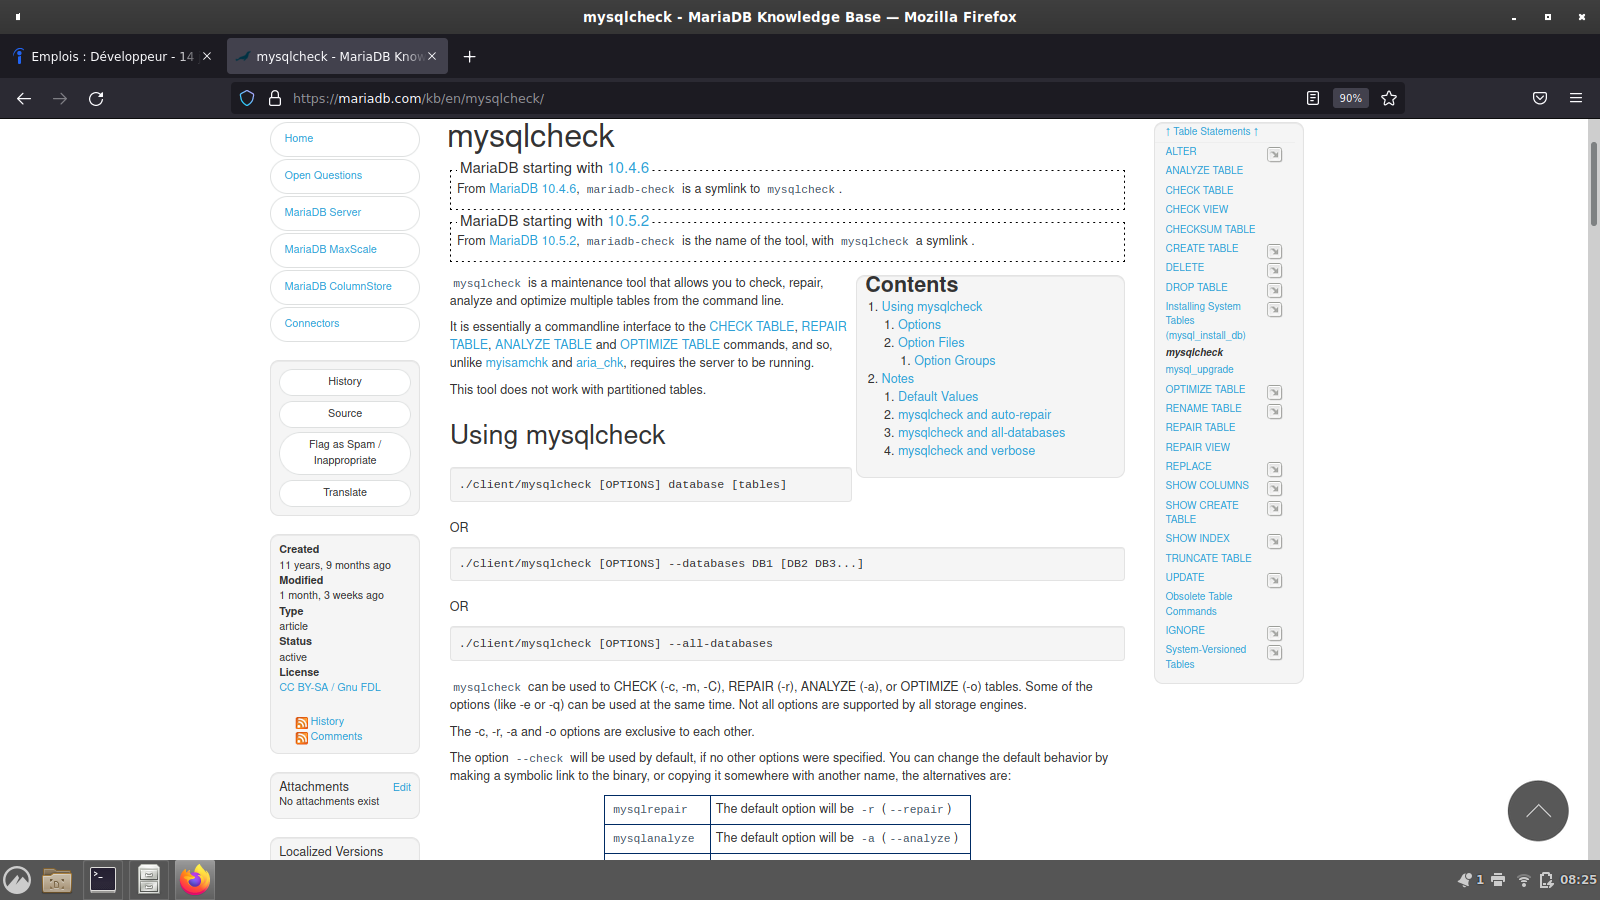 mysqlcheck - MariaDB Knowledge Base — Mozilla Firefox
Emplois : Développeur - 14
mysqlcheck - MariaDB Know
https://mariadb.com/kb/en/mysqlcheck/
90%
Home
Open Questions
MariaDB Server
MariaDB MaxScale
MariaDB ColumnStore
Connectors
History
Source
Flag as Spam /
Inappropriate
Translate
Created
11 years, 9 months ago
Modified
1 month, 3 weeks ago
Type
article
Status
active
License
CC BY-SA / Gnu FDL
History
Comments
Attachments Edit
No attachments exist
Localized Versions
mysqlcheck
MariaDB starting with 10.4.6
From MariaDB 10.4.6, mariadb-check is a symlink to mysqlcheck .
MariaDB starting with 10.5.2
From MariaDB 10.5.2, mariadb-check is the name of the tool, with mysqlcheck a symlink .
mysqlcheck is a maintenance tool that allows you to check, repair,
analyze and optimize multiple tables from the command line.
It is essentially a commandline interface to the CHECK TABLE, REPAIR
TABLE, ANALYZE TABLE and OPTIMIZE TABLE commands, and so,
unlike myisamchk and aria_chk, requires the server to be running.
This tool does not work with partitioned tables.
Contents
1. Using mysqlcheck
1. Options
2. Option Files
1. Option Groups
2. Notes
1. Default Values
2. mysqlcheck and auto-repair
3. mysqlcheck and all-databases
4. mysqlcheck and verbose
Using mysqlcheck
./client/mysqlcheck [OPTIONS] database [tables]
OR
./client/mysqlcheck [OPTIONS] --databases DB1 [DB2 DB3...]
OR
./client/mysqlcheck [OPTIONS] --all-databases
mysqlcheck can be used to CHECK (-c, -m, -C), REPAIR (-r), ANALYZE (-a), or OPTIMIZE (-o) tables. Some of the
options (like -e or -q) can be used at the same time. Not all options are supported by all storage engines.
The -c, -r, -a and -o options are exclusive to each other.
The option --check will be used by default, if no other options were specified. You can change the default behavior by
making a symbolic link to the binary, or copying it somewhere with another name, the alternatives are:
mysqlrepair The default option will be -r ( --repair )
mysqlanalyze The default option will be -a ( --analyze )
↑ Table Statements ↑
ALTER
ANALYZE TABLE
CHECK TABLE
CHECK VIEW
CHECKSUM TABLE
CREATE TABLE
DELETE
DROP TABLE
Installing System
Tables
(mysql_install_db)
mysqlcheck
mysql_upgrade
OPTIMIZE TABLE
RENAME TABLE
REPAIR TABLE
REPAIR VIEW
REPLACE
SHOW COLUMNS
SHOW CREATE
TABLE
SHOW INDEX
TRUNCATE TABLE
UPDATE
Obsolete Table
Commands
IGNORE
System-Versioned
Tables
1
08:25